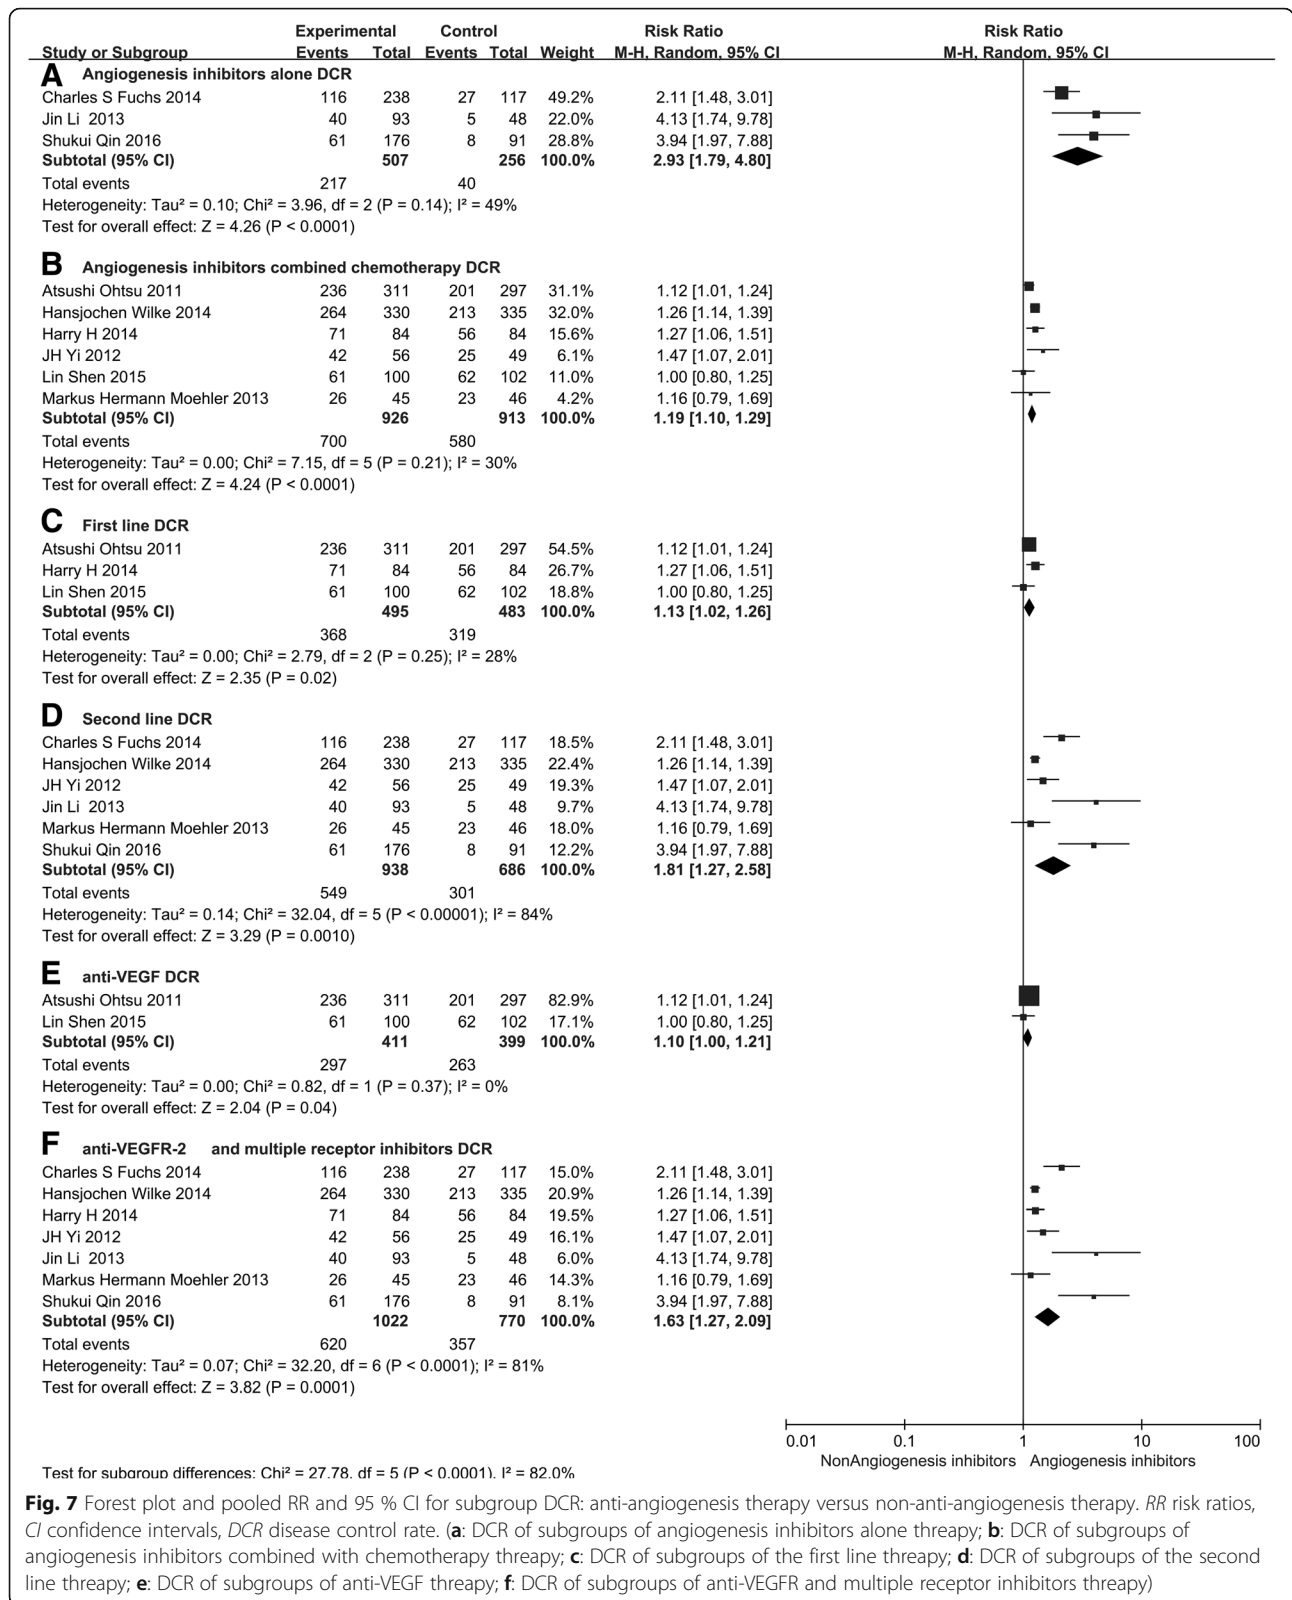 Experimental Control Risk Ratio Risk Ratio
Study or Subgroup Events Total Events Total Weight M-H, Random, 95% CI M-H, Random, 95% CI
A Angiogenesis inhibitors alone DCR
Charles S Fuchs 2014 116 238 27 117 49.2% 2.11 [1.48, 3.01]
Jin Li 2013 40 93 5 48 22.0% 4.13 [1.74, 9.78]
Shukui Qin 2016 61 176 8 91 28.8% 3.94 [1.97, 7.88]
Subtotal (95% CI) 507 256 100.0% 2.93 [1.79, 4.80]
Total events 217 40
Heterogeneity: Tau² = 0.10; Chi² = 3.96, df = 2 (P = 0.14); I² = 49%
Test for overall effect: Z = 4.26 (P < 0.0001)
B Angiogenesis inhibitors combined chemotherapy DCR
Atsushi Ohtsu 2011 236 311 201 297 31.1% 1.12 [1.01, 1.24]
Hansjochen Wilke 2014 264 330 213 335 32.0% 1.26 [1.14, 1.39]
Harry H 2014 71 84 56 84 15.6% 1.27 [1.06, 1.51]
JH Yi 2012 42 56 25 49 6.1% 1.47 [1.07, 2.01]
Lin Shen 2015 61 100 62 102 11.0% 1.00 [0.80, 1.25]
Markus Hermann Moehler 2013 26 45 23 46 4.2% 1.16 [0.79, 1.69]
Subtotal (95% CI) 926 913 100.0% 1.19 [1.10, 1.29]
Total events 700 580
Heterogeneity: Tau² = 0.00; Chi² = 7.15, df = 5 (P = 0.21); I² = 30%
Test for overall effect: Z = 4.24 (P < 0.0001)
C First line DCR
Atsushi Ohtsu 2011 236 311 201 297 54.5% 1.12 [1.01, 1.24]
Harry H 2014 71 84 56 84 26.7% 1.27 [1.06, 1.51]
Lin Shen 2015 61 100 62 102 18.8% 1.00 [0.80, 1.25]
Subtotal (95% CI) 495 483 100.0% 1.13 [1.02, 1.26]
Total events 368 319
Heterogeneity: Tau² = 0.00; Chi² = 2.79, df = 2 (P = 0.25); I² = 28%
Test for overall effect: Z = 2.35 (P = 0.02)
D Second line DCR
Charles S Fuchs 2014 116 238 27 117 18.5% 2.11 [1.48, 3.01]
Hansjochen Wilke 2014 264 330 213 335 22.4% 1.26 [1.14, 1.39]
JH Yi 2012 42 56 25 49 19.3% 1.47 [1.07, 2.01]
Jin Li 2013 40 93 5 48 9.7% 4.13 [1.74, 9.78]
Markus Hermann Moehler 2013 26 45 23 46 18.0% 1.16 [0.79, 1.69]
Shukui Qin 2016 61 176 8 91 12.2% 3.94 [1.97, 7.88]
Subtotal (95% CI) 938 686 100.0% 1.81 [1.27, 2.58]
Total events 549 301
Heterogeneity: Tau² = 0.14; Chi² = 32.04, df = 5 (P < 0.00001); I² = 84%
Test for overall effect: Z = 3.29 (P = 0.0010)
E anti-VEGF DCR
Atsushi Ohtsu 2011 236 311 201 297 82.9% 1.12 [1.01, 1.24]
Lin Shen 2015 61 100 62 102 17.1% 1.00 [0.80, 1.25]
Subtotal (95% CI) 411 399 100.0% 1.10 [1.00, 1.21]
Total events 297 263
Heterogeneity: Tau² = 0.00; Chi² = 0.82, df = 1 (P = 0.37); I² = 0%
Test for overall effect: Z = 2.04 (P = 0.04)
F anti-VEGFR-2 and multiple receptor inhibitors DCR
Charles S Fuchs 2014 116 238 27 117 15.0% 2.11 [1.48, 3.01]
Hansjochen Wilke 2014 264 330 213 335 20.9% 1.26 [1.14, 1.39]
Harry H 2014 71 84 56 84 19.5% 1.27 [1.06, 1.51]
JH Yi 2012 42 56 25 49 16.1% 1.47 [1.07, 2.01]
Jin Li 2013 40 93 5 48 6.0% 4.13 [1.74, 9.78]
Markus Hermann Moehler 2013 26 45 23 46 14.3% 1.16 [0.79, 1.69]
Shukui Qin 2016 61 176 8 91 8.1% 3.94 [1.97, 7.88]
Subtotal (95% CI) 1022 770 100.0% 1.63 [1.27, 2.09]
Total events 620 357
Heterogeneity: Tau² = 0.07; Chi² = 32.20, df = 6 (P < 0.0001); I² = 81%
Test for overall effect: Z = 3.82 (P = 0.0001)
0.01 0.1 1 10 100
NonAngiogenesis inhibitors Angiogenesis inhibitors
Test for subgroup differences: Chi² = 27.78, df = 5 (P < 0.0001), I² = 82.0%
Fig. 7 Forest plot and pooled RR and 95 % CI for subgroup DCR: anti-angiogenesis therapy versus non-anti-angiogenesis therapy. RR risk ratios,
CI confidence intervals, DCR disease control rate. (a: DCR of subgroups of angiogenesis inhibitors alone threapy; b: DCR of subgroups of
angiogenesis inhibitors combined with chemotherapy threapy; c: DCR of subgroups of the first line threapy; d: DCR of subgroups of the second
line threapy; e: DCR of subgroups of anti-VEGF threapy; f: DCR of subgroups of anti-VEGFR and multiple receptor inhibitors threapy)